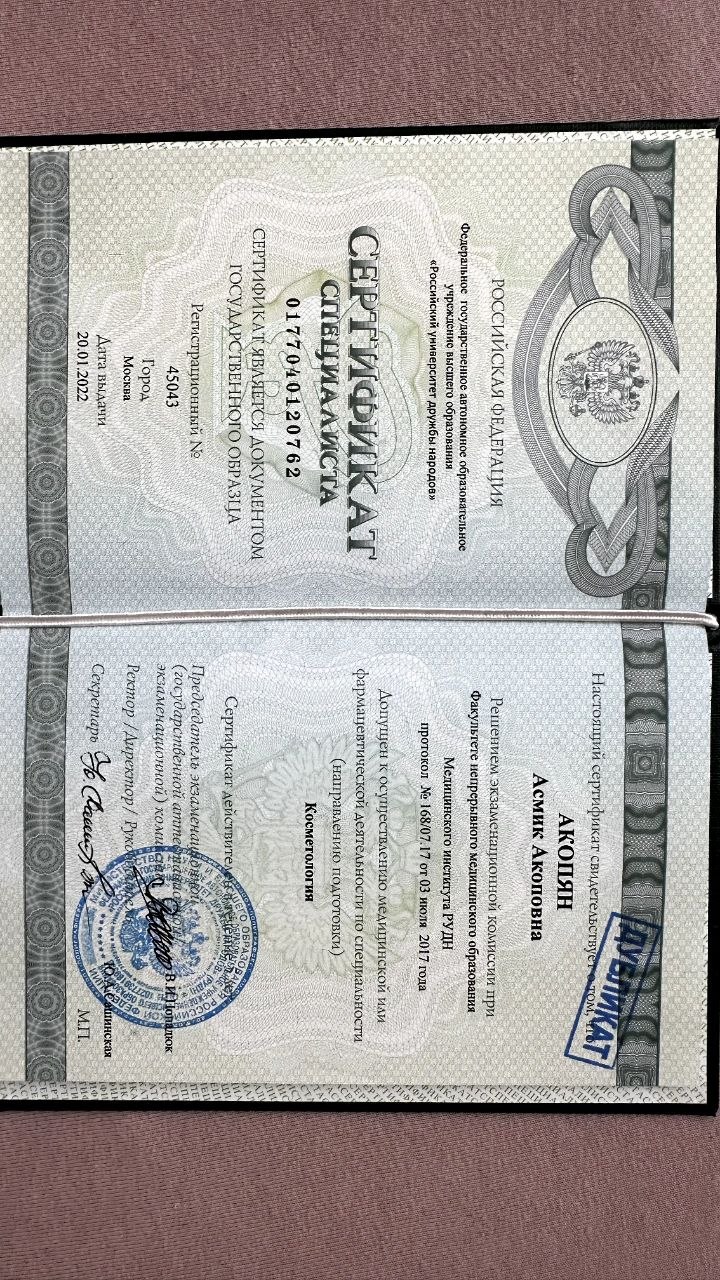 РОССИЙСКАЯ ФЕДЕРАЦИЯ
Федеральное государственное автономное образовательное
учреждение высшего образования
«Российский университет дружбы народов»
СЕРТИФИКАТ
СПЕЦИАЛИСТА
0177040120762
СЕРТИФИКАТ ЯВЛЯЕТСЯ ДОКУМЕНТОМ
ГОСУДАРСТВЕННОГО ОБРАЗЦА
Регистрационный №
45043
Город
Москва
Дата выдачи
20.01.2022
ДУБЛИКАТ
Настоящий сертификат свидетельствует о том, что
АКОПЯН
Асмик Акоповна
Решением экзаменационной комиссии при
Факультете непрерывного медицинского образования
Медицинского института РУДН
протокол № 168/07.17 от 03 июля 2017 года
Допущен к осуществлению медицинской или
фармацевтической деятельности по специальности
(направлению подготовки)
Косметология
Сертификат действителен
Председатель экзаменационной
(государственной аттестационной,
экзаменационной) комиссии
Ректор /Директор / Руководитель
Секретарь
М.П.